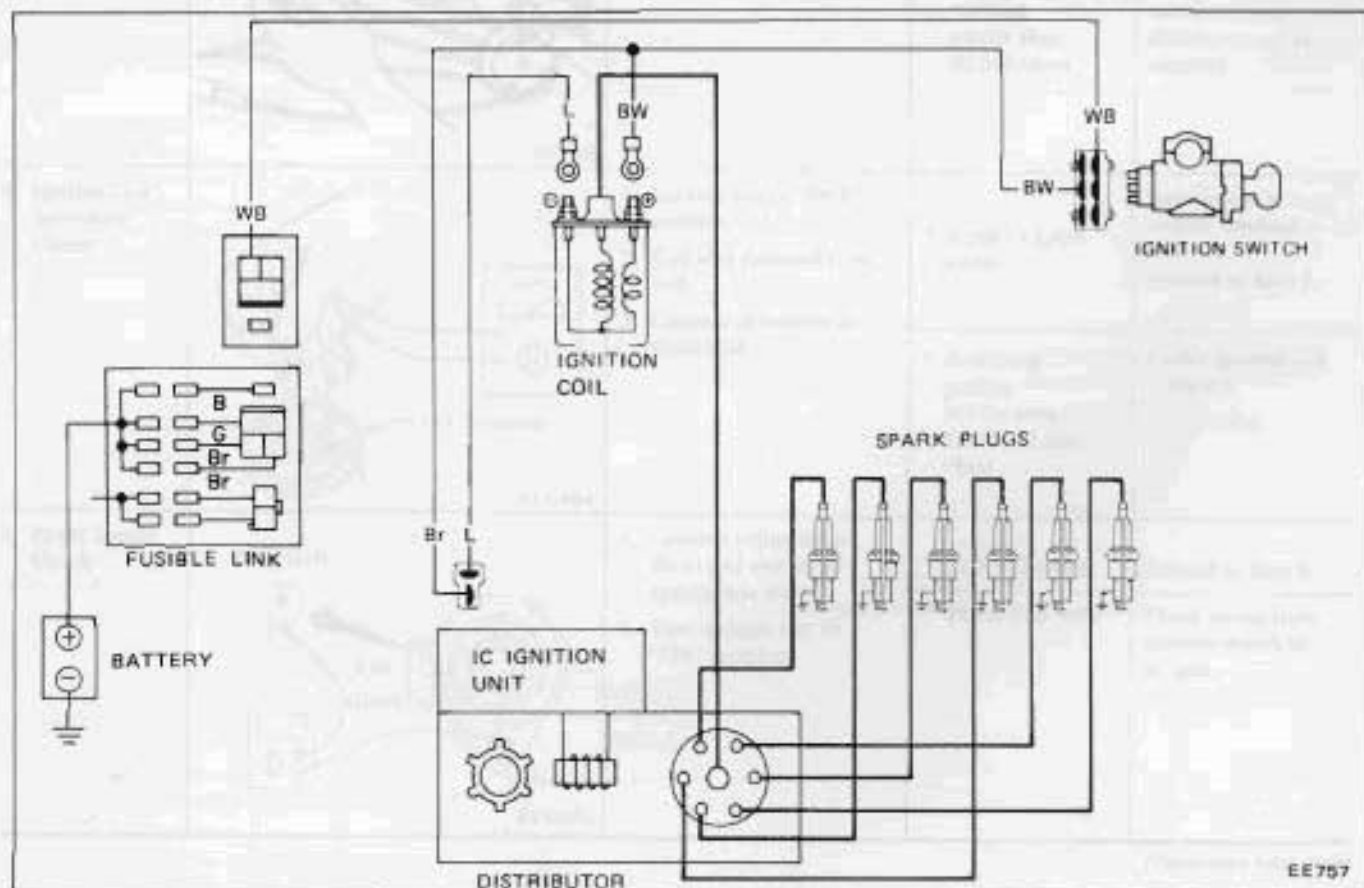 L
BW
WB
BW
IGNITION SWITCH
WB
IGNITION
COIL
B
G
Br
Br
FUSIBLE LINK
SPARK PLUGS
Br
L
BATTERY
IC IGNITION
UNIT
DISTRIBUTOR
EE757